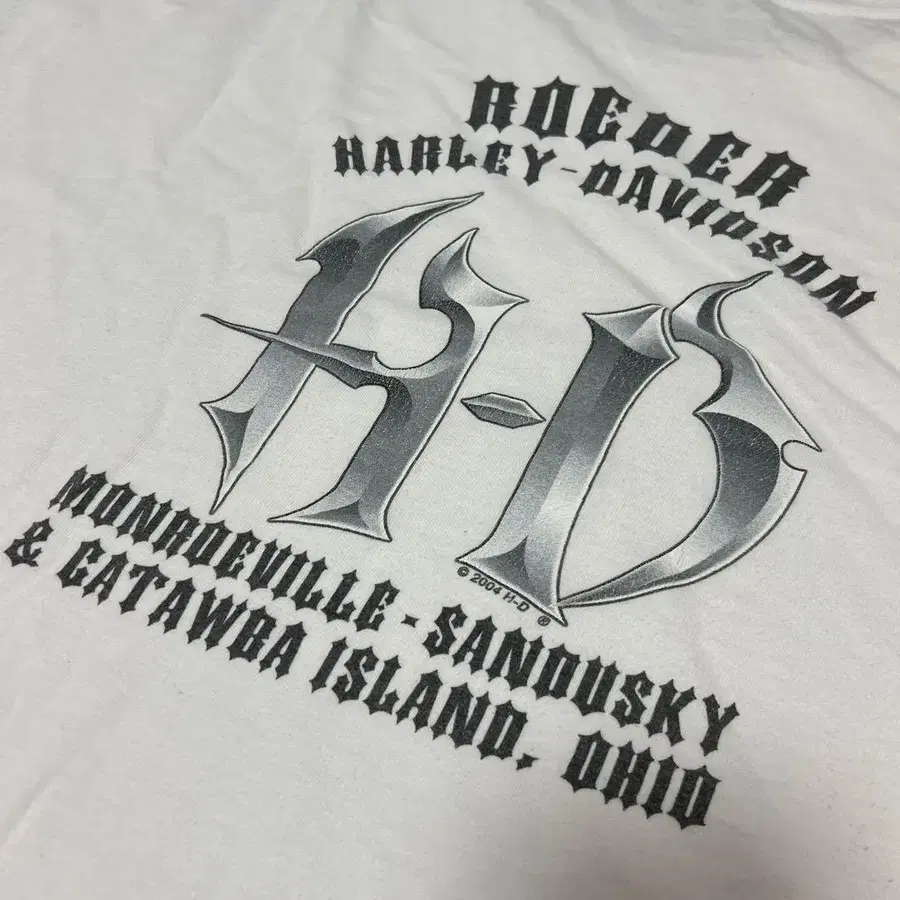 ROEDER
HARLEY-DAVIDSON
H-D
© 2004 H-D ®
MONROEVILLE - SANDUSKY
& CATAWBA ISLAND, OHIO